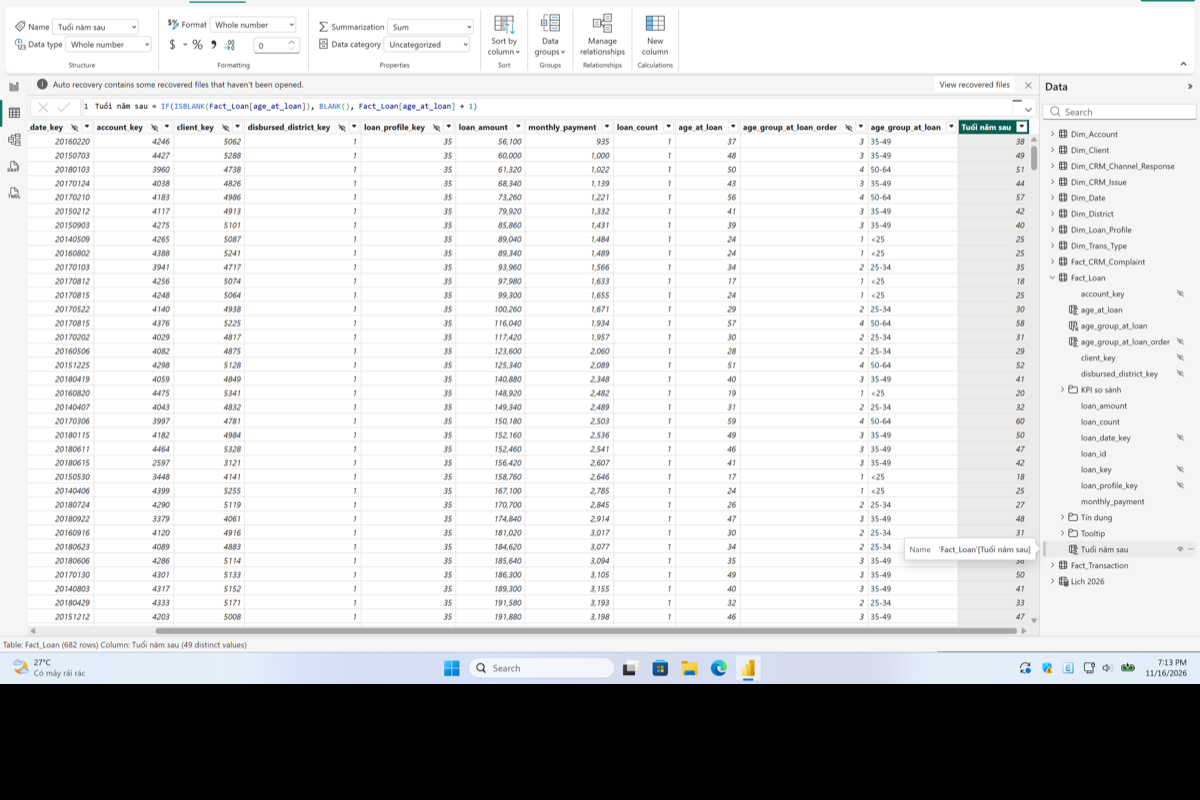 Name Tuổi năm sau
Data type Whole number
Structure
Format Whole number
$ % 0
Formatting
Summarization Sum
Data category Uncategorized
Properties
Sort by column
Sort
Data groups
Groups
Manage relationships
Relationships
New column
Calculations
Auto recovery contains some recovered files that haven't been opened.
View recovered files
1 Tuổi năm sau = IF(ISBLANK(Fact_Loan[age_at_loan]), BLANK(), Fact_Loan[age_at_loan] + 1)
date_key account_key client_key disbursed_district_key loan_profile_key loan_amount monthly_payment loan_count age_at_loan age_group_at_loan_order age_group_at_loan Tuổi năm sau
20160220 4246 5062 1 35 56,100 935 1 37 3 35-49 38
20150703 4427 5288 1 35 60,000 1,000 1 48 3 35-49 49
20180103 3960 4738 1 35 61,320 1,022 1 50 4 50-64 51
20170124 4038 4826 1 35 68,340 1,139 1 43 3 35-49 44
20170210 4183 4986 1 35 73,260 1,221 1 56 4 50-64 57
20150212 4117 4913 1 35 79,920 1,332 1 41 3 35-49 42
20150903 4275 5101 1 35 85,860 1,431 1 39 3 35-49 40
20140509 4265 5087 1 35 89,040 1,484 1 24 1 <25 25
20160802 4388 5241 1 35 89,340 1,489 1 24 1 <25 25
20170103 3941 4717 1 35 93,960 1,566 1 34 2 25-34 35
20170812 4256 5074 1 35 97,980 1,633 1 17 1 <25 18
20170815 4248 5064 1 35 99,300 1,655 1 24 1 <25 25
20170522 4140 4938 1 35 100,260 1,671 1 29 2 25-34 30
20170815 4376 5225 1 35 116,040 1,934 1 57 4 50-64 58
20170202 4029 4817 1 35 117,420 1,957 1 30 2 25-34 31
20160506 4082 4875 1 35 123,600 2,060 1 28 2 25-34 29
20151225 4298 5128 1 35 125,340 2,089 1 51 4 50-64 52
20180419 4059 4849 1 35 140,880 2,348 1 40 3 35-49 41
20160820 4475 5341 1 35 148,920 2,482 1 19 1 <25 20
20140407 4043 4832 1 35 149,340 2,489 1 31 2 25-34 32
20170306 3997 4781 1 35 150,180 2,503 1 59 4 50-64 60
20180115 4182 4984 1 35 152,160 2,536 1 49 3 35-49 50
20180611 4464 5328 1 35 152,460 2,541 1 46 3 35-49 47
20180615 2597 3121 1 35 156,420 2,607 1 41 3 35-49 42
20150530 3448 4141 1 35 158,760 2,646 1 17 1 <25 18
20140406 4399 5255 1 35 167,100 2,785 1 24 1 <25 25
20180724 4290 5119 1 35 170,700 2,845 1 26 2 25-34 27
20180922 3379 4061 1 35 174,840 2,914 1 47 3 35-49 48
20160916 4120 4916 1 35 181,020 3,017 1 30 2 25-34 31
20180623 4089 4883 1 35 184,620 3,077 1 34 2 25-34
20180606 4286 5114 1 35 185,640 3,094 1 35 3 35-49 36
20170130 4301 5133 1 35 186,300 3,105 1 49 3 35-49 50
20140803 4317 5152 1 35 189,300 3,155 1 40 3 35-49 41
20180429 4333 5171 1 35 191,580 3,193 1 32 2 25-34 33
20151212 4203 5008 1 35 191,880 3,198 1 46 3 35-49 47
Name 'Fact_Loan'[Tuổi năm sau]
Data
Search
Dim_Account
Dim_Client
Dim_CRM_Channel_Response
Dim_CRM_Issue
Dim_Date
Dim_District
Dim_Loan_Profile
Dim_Trans_Type
Fact_CRM_Complaint
Fact_Loan
account_key
age_at_loan
age_group_at_loan
age_group_at_loan_order
client_key
disbursed_district_key
KPI so sánh
loan_amount
loan_count
loan_date_key
loan_id
loan_key
loan_profile_key
monthly_payment
Tín dụng
Tooltip
Tuổi năm sau
Fact_Transaction
Lịch 2026
Table: Fact_Loan (682 rows) Column: Tuổi năm sau (49 distinct values)
27°C
Có mây rải rác
Search
7:13 PM
11/16/2026